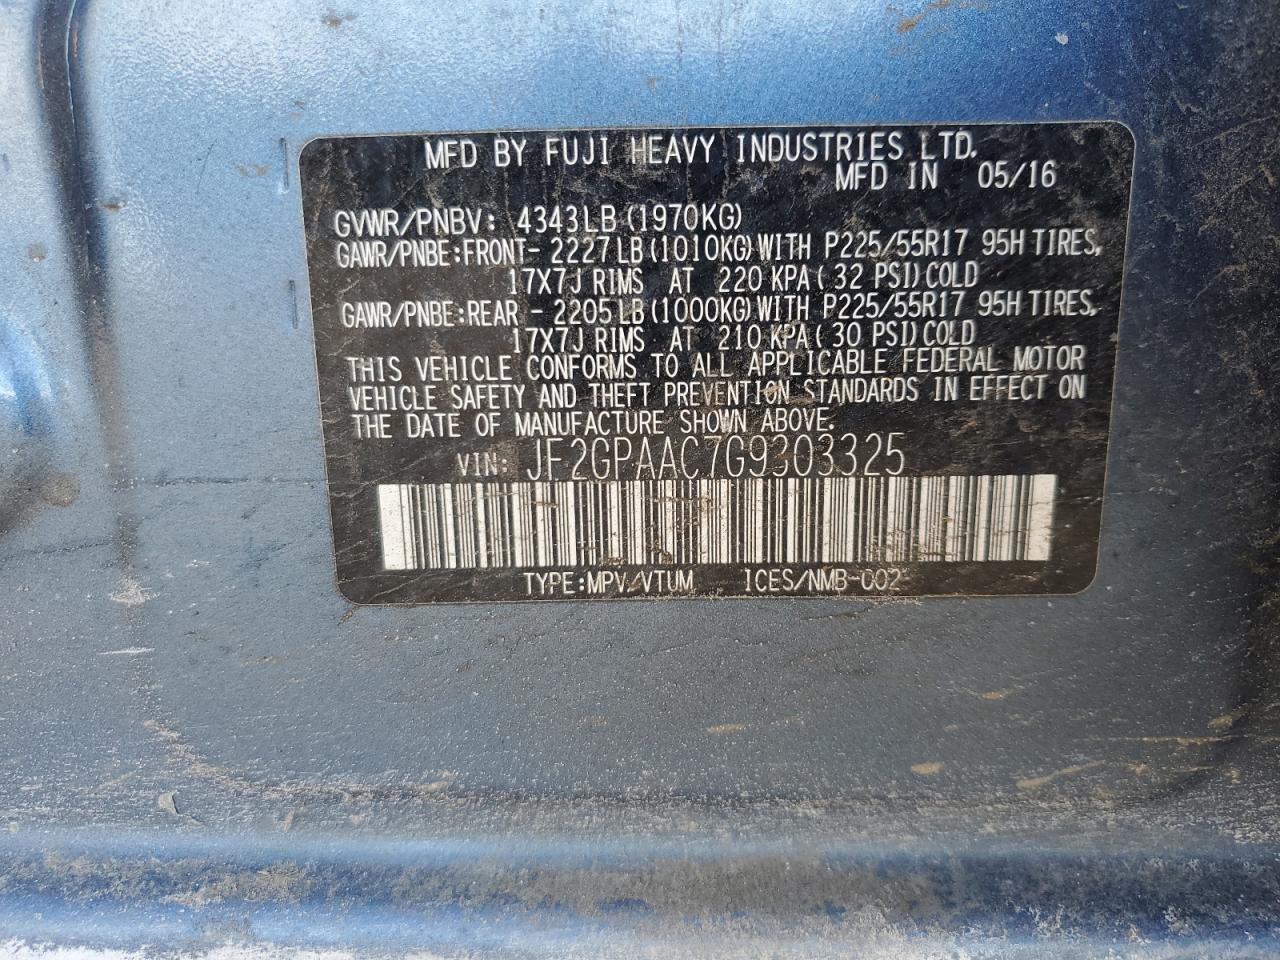 MFD BY FUJI HEAVY INDUSTRIES LTD.
MFD IN 05/16
GVWR/PNBV: 4343LB (1970KG)
GAWR/PNBE:FRONT- 2227LB (1010KG) WITH P225/55R17 95H TIRES,
17X7J RIMS AT 220 KPA (32 PSI) COLD
GAWR/PNBE:REAR - 2205LB (1000KG) WITH P225/55R17 95H TIRES,
17X7J RIMS AT 210 KPA (30 PSI) COLD
THIS VEHICLE CONFORMS TO ALL APPLICABLE FEDERAL MOTOR
VEHICLE SAFETY AND THEFT PREVENTION STANDARDS IN EFFECT ON
THE DATE OF MANUFACTURE SHOWN ABOVE.
VIN: JF2GPAAC7G9303325
TYPE:MPV/VTUM ICES/NMB-002